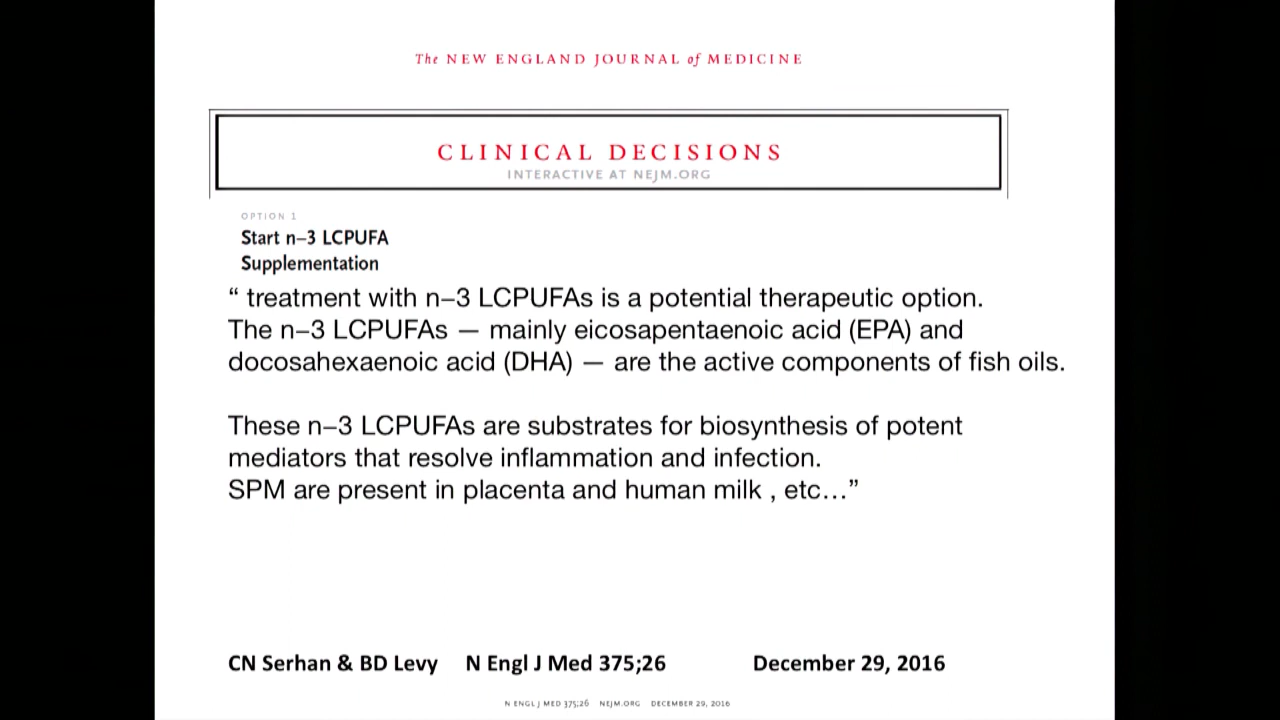 The NEW ENGLAND JOURNAL of MEDICINE
CLINICAL DECISIONS
INTERACTIVE AT NEJM.ORG
OPTION 1
Start n–3 LCPUFA
Supplementation
“ treatment with n–3 LCPUFAs is a potential therapeutic option.
The n–3 LCPUFAs — mainly eicosapentaenoic acid (EPA) and
docosahexaenoic acid (DHA) — are the active components of fish oils.
These n–3 LCPUFAs are substrates for biosynthesis of potent
mediators that resolve inflammation and infection.
SPM are present in placenta and human milk , etc…”
CN Serhan & BD Levy N Engl J Med 375;26 December 29, 2016
N ENGL J MED 375;26 NEJM.ORG DECEMBER 29, 2016